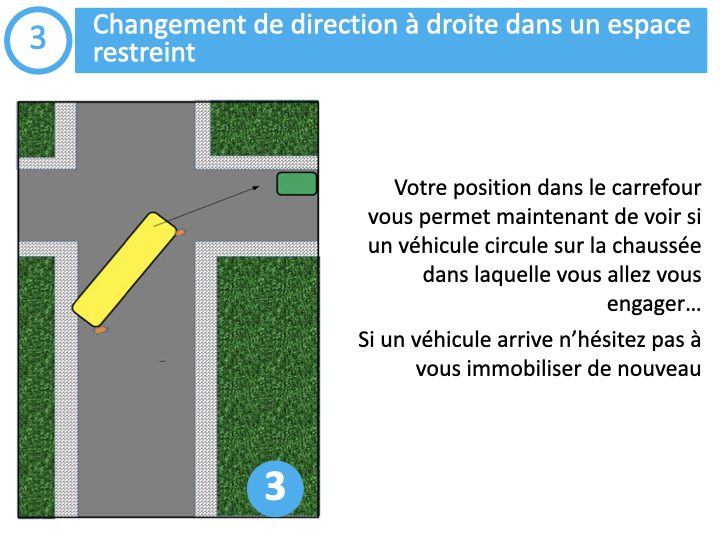 3
Changement de direction à droite dans un espace
restreint
Votre position dans le carrefour
vous permet maintenant de voir si
un véhicule circule sur la chaussée
dans laquelle vous allez vous
engager…
Si un véhicule arrive n’hésitez pas à
vous immobiliser de nouveau
3